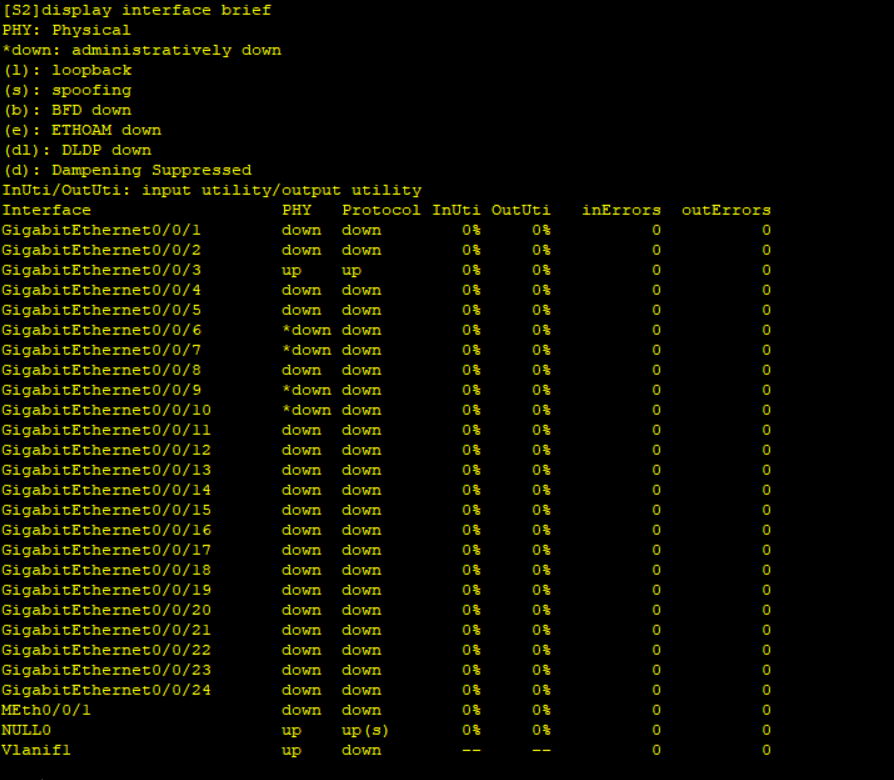 [S2]display interface brief
PHY: Physical
*down: administratively down
(l): loopback
(s): spoofing
(b): BFD down
(e): ETHOAM down
(dl): DLDP down
(d): Dampening Suppressed
InUti/OutUti: input utility/output utility
Interface PHY Protocol InUti OutUti inErrors outErrors
GigabitEthernet0/0/1 down down 0% 0% 0 0
GigabitEthernet0/0/2 down down 0% 0% 0 0
GigabitEthernet0/0/3 up up 0% 0% 0 0
GigabitEthernet0/0/4 down down 0% 0% 0 0
GigabitEthernet0/0/5 down down 0% 0% 0 0
GigabitEthernet0/0/6 *down down 0% 0% 0 0
GigabitEthernet0/0/7 *down down 0% 0% 0 0
GigabitEthernet0/0/8 down down 0% 0% 0 0
GigabitEthernet0/0/9 *down down 0% 0% 0 0
GigabitEthernet0/0/10 *down down 0% 0% 0 0
GigabitEthernet0/0/11 down down 0% 0% 0 0
GigabitEthernet0/0/12 down down 0% 0% 0 0
GigabitEthernet0/0/13 down down 0% 0% 0 0
GigabitEthernet0/0/14 down down 0% 0% 0 0
GigabitEthernet0/0/15 down down 0% 0% 0 0
GigabitEthernet0/0/16 down down 0% 0% 0 0
GigabitEthernet0/0/17 down down 0% 0% 0 0
GigabitEthernet0/0/18 down down 0% 0% 0 0
GigabitEthernet0/0/19 down down 0% 0% 0 0
GigabitEthernet0/0/20 down down 0% 0% 0 0
GigabitEthernet0/0/21 down down 0% 0% 0 0
GigabitEthernet0/0/22 down down 0% 0% 0 0
GigabitEthernet0/0/23 down down 0% 0% 0 0
GigabitEthernet0/0/24 down down 0% 0% 0 0
MEth0/0/1 down down 0% 0% 0 0
NULL0 up up(s) 0% 0% 0 0
Vlanif1 up down -- -- 0 0